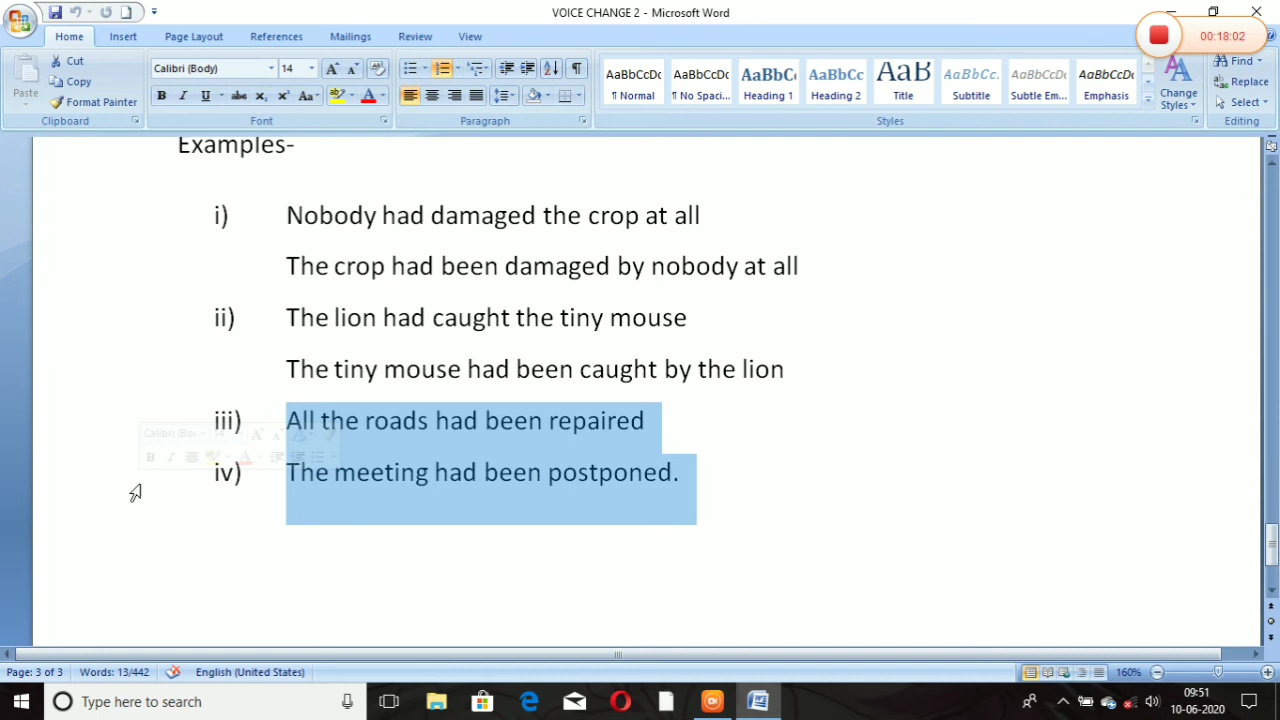 VOICE CHANGE 2 - Microsoft Word
00:18:02
Home Insert Page Layout References Mailings Review View
Paste
Cut
Copy
Format Painter
Clipboard
Calibri (Body) 14
B I U abc x₂ x² Aa
Font
Paragraph
AaBbCcDc AaBbCcDc AaBbC AaBbCc AaB AaBbCc. AaBbCcDc AaBbCcDc
¶ Normal ¶ No Spaci... Heading 1 Heading 2 Title Subtitle Subtle Em... Emphasis
Styles
Change Styles
Find
Replace
Select
Editing
Examples-
i) Nobody had damaged the crop at all
The crop had been damaged by nobody at all
ii) The lion had caught the tiny mouse
The tiny mouse had been caught by the lion
iii) All the roads had been repaired
iv) The meeting had been postponed.
Page: 3 of 3 Words: 13/442 English (United States) 160%
Type here to search
09:51
10-06-2020